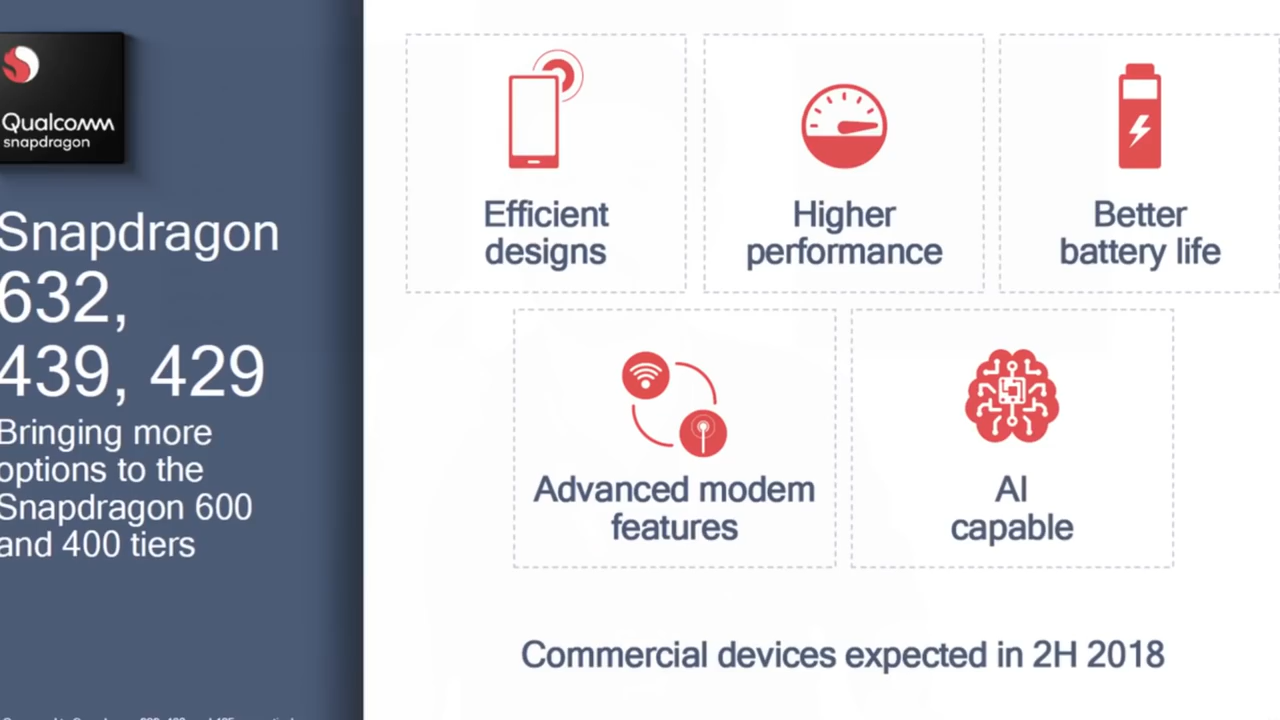 Qualcomm
snapdragon
Snapdragon
632,
439, 429
Bringing more
options to the
Snapdragon 600
and 400 tiers
Efficient
designs
Higher
performance
Better
battery life
Advanced modem
features
AI
capable
Commercial devices expected in 2H 2018